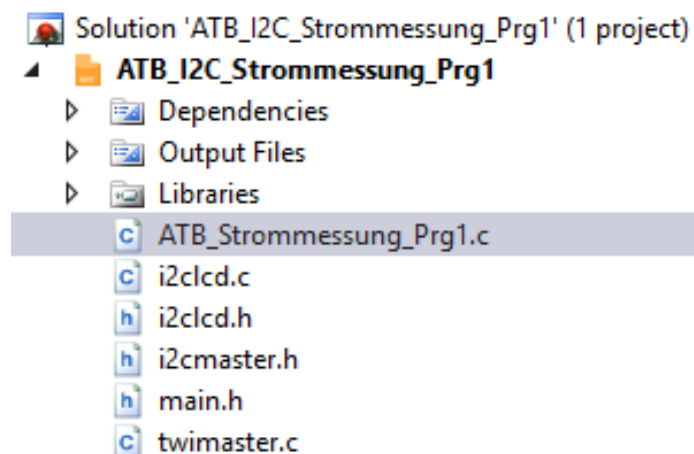 Solution 'ATB_I2C_Strommessung_Prg1' (1 project)
ATB_I2C_Strommessung_Prg1
Dependencies
Output Files
Libraries
ATB_Strommessung_Prg1.c
i2clcd.c
i2clcd.h
i2cmaster.h
main.h
twimaster.c